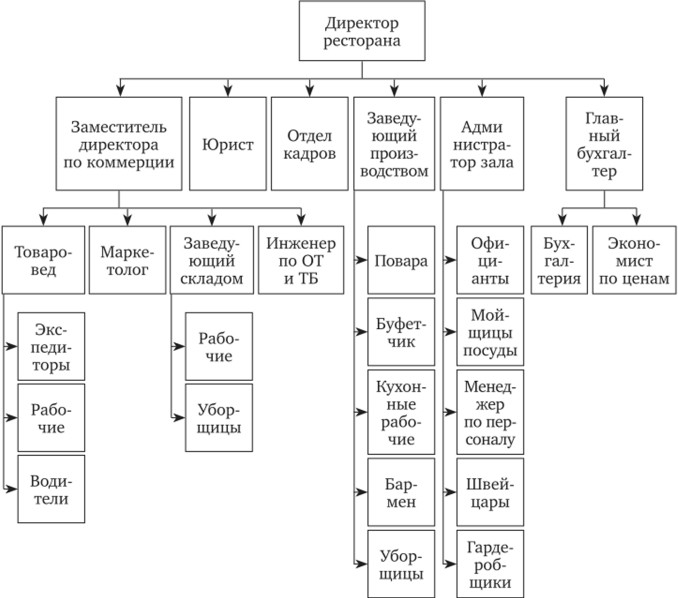 Директор
ресторана
Заместитель
директора
по коммерции
Юрист
Отдел
кадров
Заведу-
ющий
произ-
водством
Адми
нистра-
тор зала
Глав-
ный
бухгал-
тер
Товаро-
вед
Марке-
толог
Заведу-
ющий
складом
Инженер
по ОТ
и ТБ
Бух-
гал-
терия
Эконо-
мист
по ценам
Экс-
педи-
торы
Рабо-
чие
Води-
тели
Рабо-
чие
Убор-
щицы
Повара
Буфет-
чик
Кухон-
ные
рабо-
чие
Бар-
мен
Убор-
щицы
Офи-
ци-
анты
Мой-
щицы
посуды
Менед-
жер
по пер-
соналу
Швей-
цары
Гарде-
роб-
щики